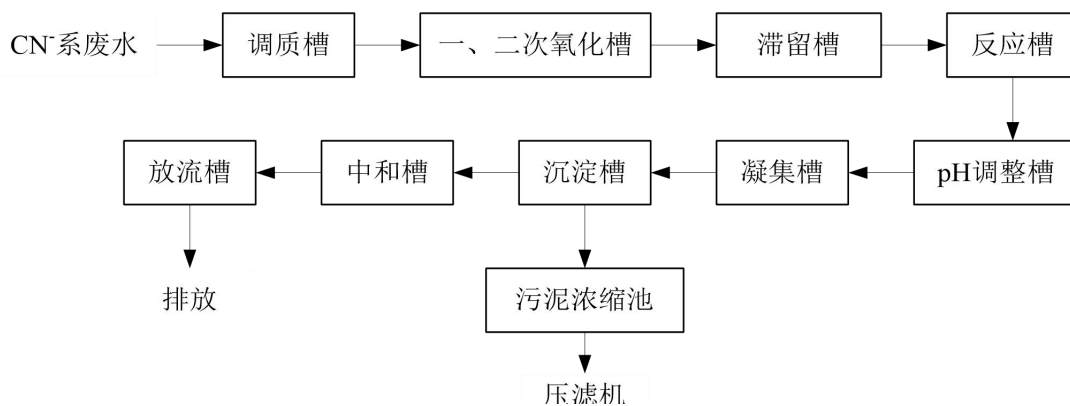 CN⁻系废水
调质槽
一、二次氧化槽
滞留槽
反应槽
放流槽
中和槽
沉淀槽
凝集槽
pH调整槽
排放
污泥浓缩池
压滤机